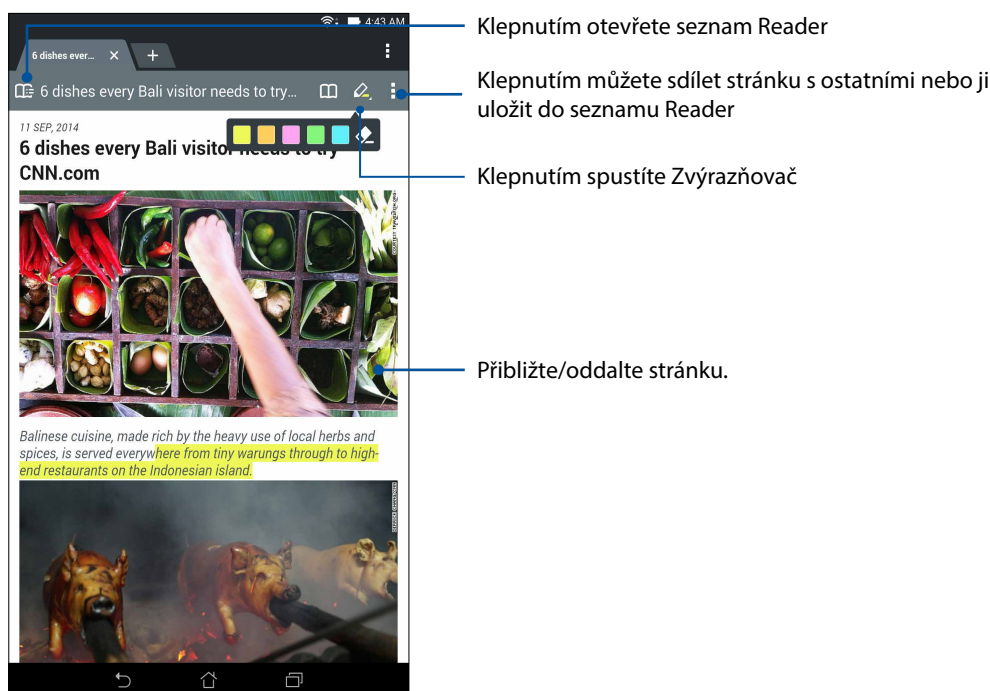 4:43 AM
Klepnutím otevřete seznam Reader
6 dishes ever...
6 dishes every Bali visitor needs to try...
Klepnutím můžete sdílet stránku s ostatními nebo ji
uložit do seznamu Reader
11 SEP, 2014
6 dishes every Bali visitor needs to try
CNN.com
Klepnutím spustíte Zvýrazňovač
Přibližte/oddalte stránku.
Balinese cuisine, made rich by the heavy use of local herbs and
spices, is served everywhere from tiny warungs through to high-
end restaurants on the Indonesian island.